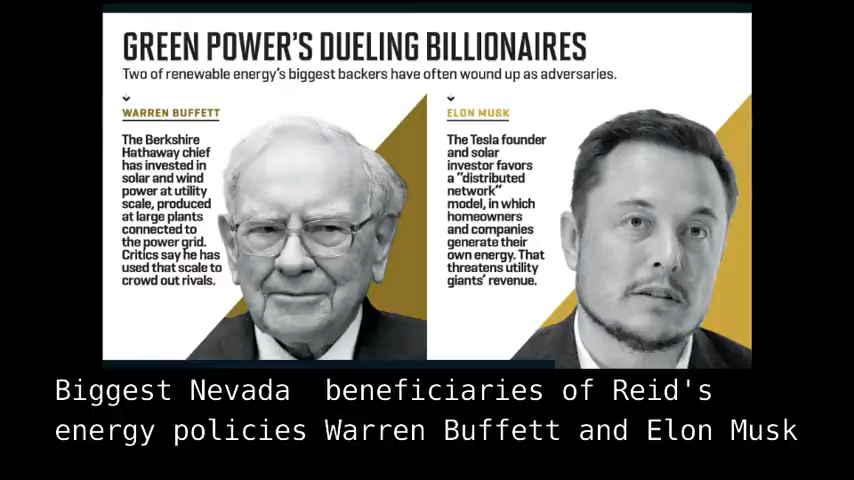 GREEN POWER'S DUELING BILLIONAIRES
Two of renewable energy's biggest backers have often wound up as adversaries.
WARREN BUFFETT
The Berkshire
Hathaway chief
has invested in
solar and wind
power at utility
scale, produced
at large plants
connected to
the power grid.
Critics say he has
used that scale to
crowd out rivals.
ELON MUSK
The Tesla founder
and solar
investor favors
a "distributed
network"
model, in which
homeowners
and companies
generate their
own energy. That
threatens utility
giants' revenue.
Biggest Nevada  beneficiaries of Reid's
energy policies Warren Buffett and Elon Musk